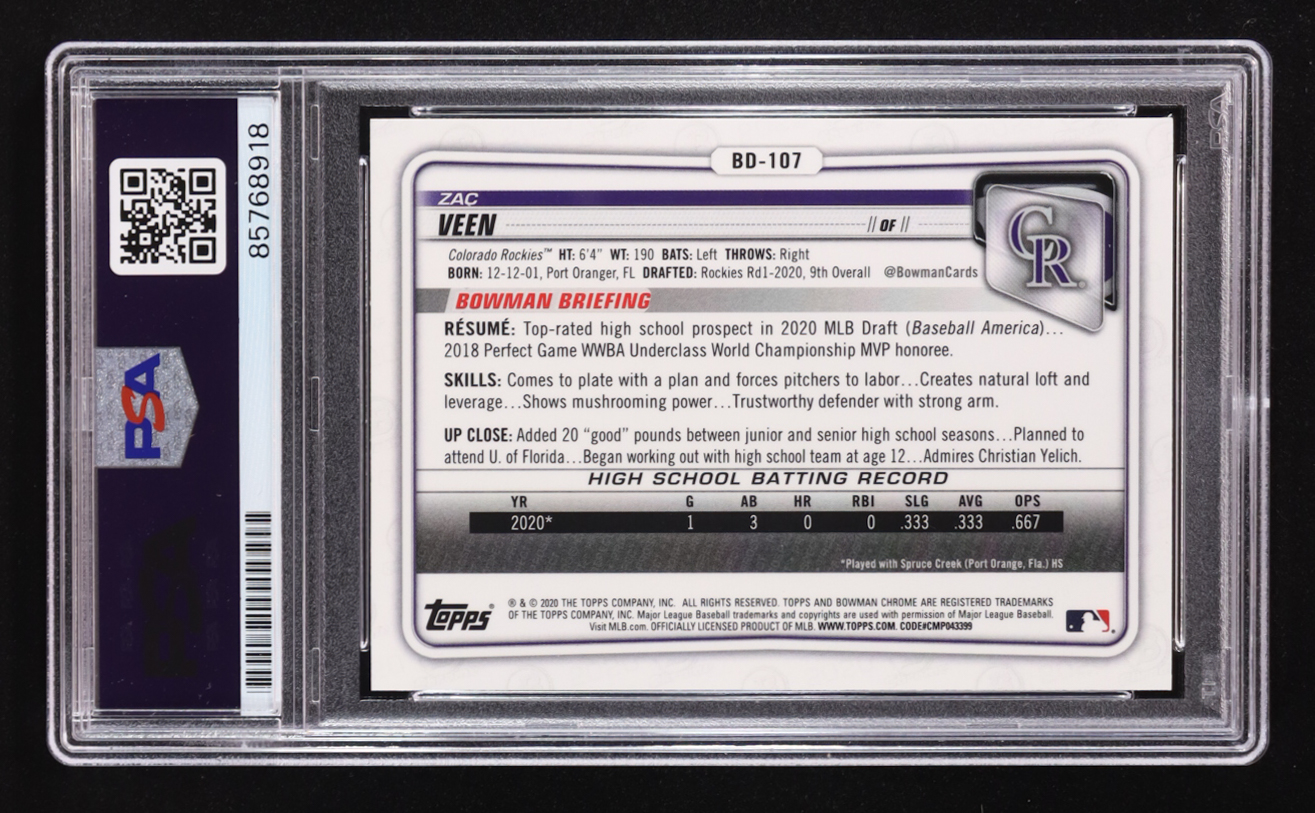 85768918
PSA
BD-107
ZAC
VEEN // OF //
Colorado Rockies™ HT: 6'4" WT: 190 BATS: Left THROWS: Right
BORN: 12-12-01, Port Oranger, FL DRAFTED: Rockies Rd1-2020, 9th Overall @BowmanCards
CR
BOWMAN BRIEFING
RÉSUMÉ: Top-rated high school prospect in 2020 MLB Draft (Baseball America)...
2018 Perfect Game WWBA Underclass World Championship MVP honoree.
SKILLS: Comes to plate with a plan and forces pitchers to labor...Creates natural loft and
leverage...Shows mushrooming power...Trustworthy defender with strong arm.
UP CLOSE: Added 20 “good” pounds between junior and senior high school seasons...Planned to
attend U. of Florida...Began working out with high school team at age 12...Admires Christian Yelich.
HIGH SCHOOL BATTING RECORD
YR G AB HR RBI SLG AVG OPS
2020* 1 3 0 0 .333 .333 .667
*Played with Spruce Creek (Port Orange, Fla.) HS
Topps®
® & © 2020 THE TOPPS COMPANY, INC. ALL RIGHTS RESERVED. TOPPS AND BOWMAN CHROME ARE REGISTERED TRADEMARKS
OF THE TOPPS COMPANY, INC. Major League Baseball trademarks and copyrights are used with permission of Major League Baseball.
Visit MLB.com. OFFICIALLY LICENSED PRODUCT OF MLB. WWW.TOPPS.COM. CODE#CMP043399
PSA